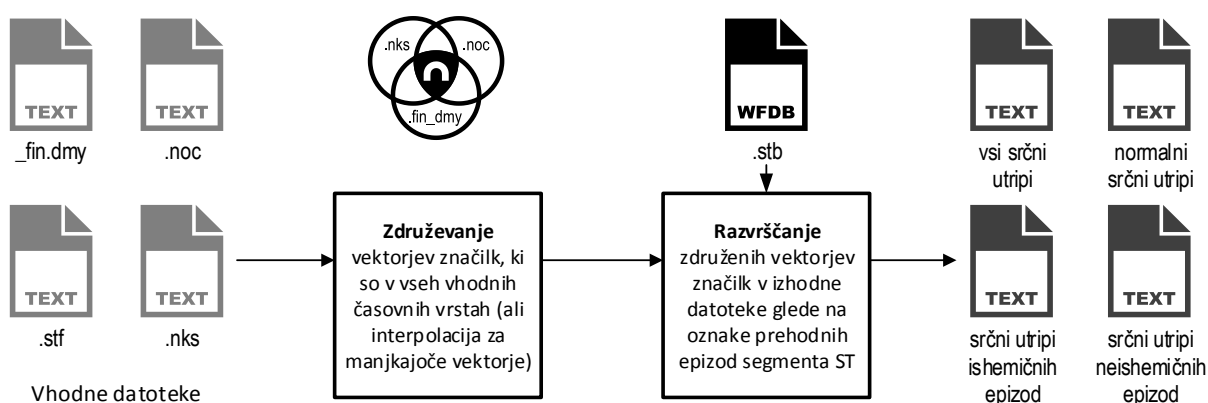 TEXT
_fin.dmy
TEXT
.noc
TEXT
.stf
TEXT
.nks
Vhodne datoteke
.nks
.noc
.fin_dmy
Združevanje
vektorjev značilk, ki
so v vseh vhodnih
časovnih vrstah (ali
interpolacija za
manjkajoče vektorje)
WFDB
.stb
Razvrščanje
združenih vektorjev
značilk v izhodne
datoteke glede na
oznake prehodnih
epizod segmenta ST
TEXT
vsi srčni
utripi
TEXT
normalni
srčni utripi
TEXT
srčni utripi
ishemičnih
epizod
TEXT
srčni utripi
neishemičnih
epizod